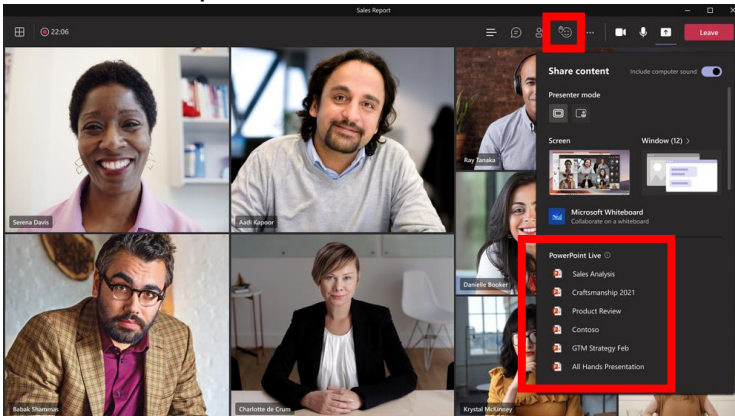 Sales Report
22:06
Leave
Share content
Include computer sound
Presenter mode
Screen
Window (12) >
Microsoft Whiteboard
Collaborate on a whiteboard
PowerPoint Live
Sales Analysis
Craftsmanship 2021
Product Review
Contoso
GTM Strategy Feb
All Hands Presentation
Serena Davis
Aadi Kapoor
Ray Tanaka
Danielle Booker
Babak Shammas
Charlotte de Crum
Krystal McKinney